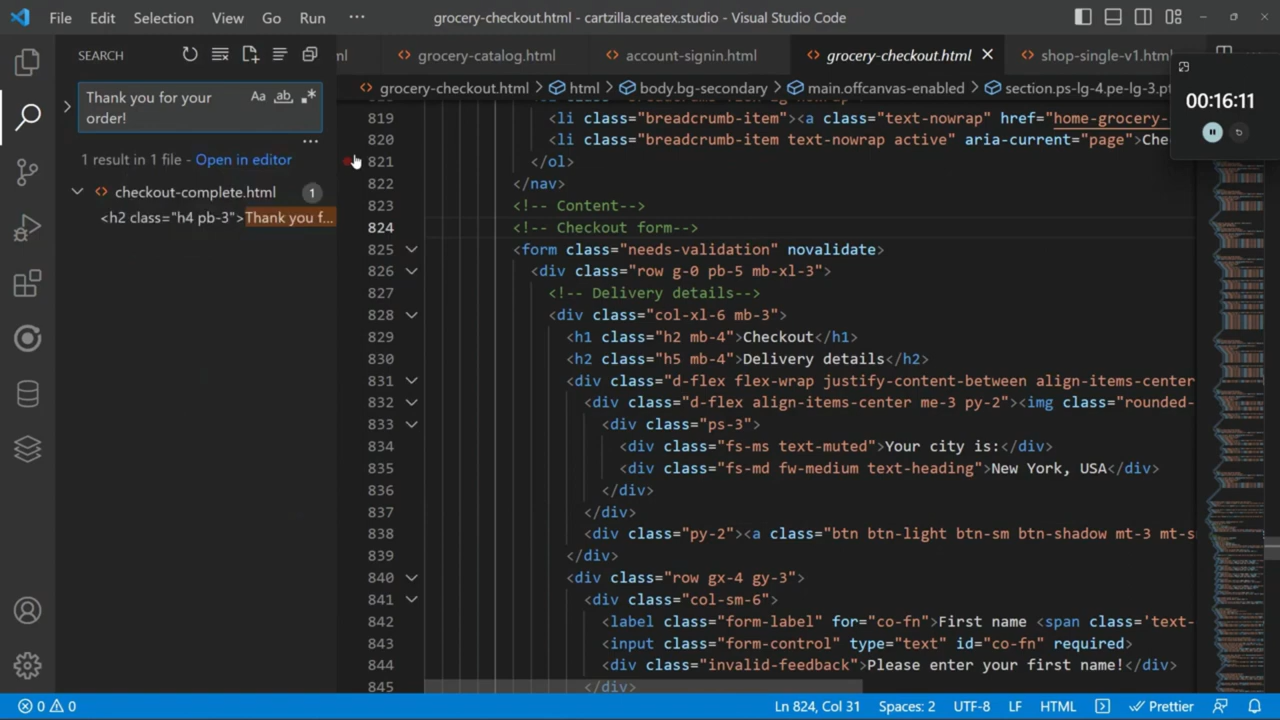 File Edit Selection View Go Run ··· grocery-checkout.html - cartzilla.createx.studio - Visual Studio Code
SEARCH
Thank you for your
order!
Aa ab
1 result in 1 file - Open in editor
checkout-complete.html 1
<h2 class="h4 pb-3">Thank you f...
ml grocery-catalog.html account-signin.html grocery-checkout.html shop-single-v1.html
grocery-checkout.html > html > body.bg-secondary > main.offcanvas-enabled > section.ps-lg-4.pe-lg-3.pt
00:16:11
819 <li class="breadcrumb-item"><a class="text-nowrap" href="home-grocery-
820 <li class="breadcrumb-item text-nowrap active" aria-current="page">Che
821 </ol>
822 </nav>
823 <!-- Content-->
824 <!-- Checkout form-->
825 <form class="needs-validation" novalidate>
826 <div class="row g-0 pb-5 mb-xl-3">
827 <!-- Delivery details-->
828 <div class="col-xl-6 mb-3">
829 <h1 class="h2 mb-4">Checkout</h1>
830 <h2 class="h5 mb-4">Delivery details</h2>
831 <div class="d-flex flex-wrap justify-content-between align-items-center
832 <div class="d-flex align-items-center me-3 py-2"><img class="rounded-
833 <div class="ps-3">
834 <div class="fs-ms text-muted">Your city is:</div>
835 <div class="fs-md fw-medium text-heading">New York, USA</div>
836 </div>
837 </div>
838 <div class="py-2"><a class="btn btn-light btn-sm btn-shadow mt-3 mt-s
839 </div>
840 <div class="row gx-4 gy-3">
841 <div class="col-sm-6">
842 <label class="form-label" for="co-fn">First name <span class='text-
843 <input class="form-control" type="text" id="co-fn" required>
844 <div class="invalid-feedback">Please enter your first name!</div>
845 </div>
0 0 Ln 824, Col 31 Spaces: 2 UTF-8 LF HTML Prettier